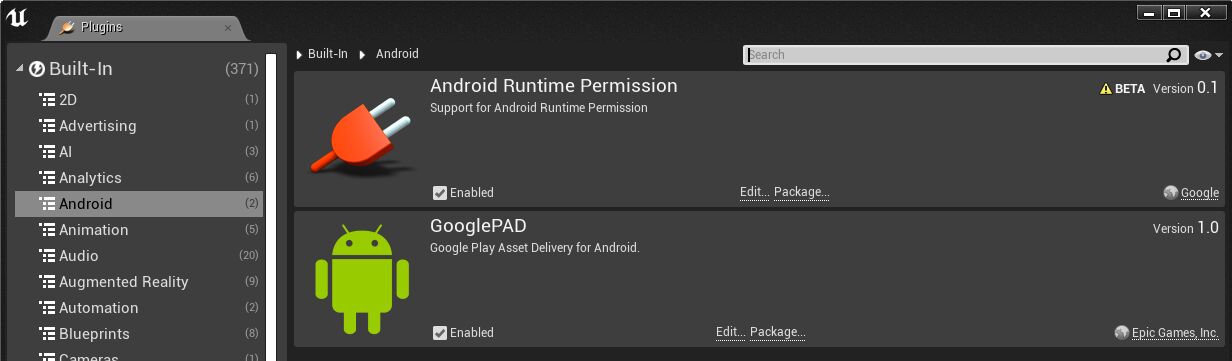 Plugins
Built-In (371)
2D (1)
Advertising (1)
AI (3)
Analytics (6)
Android (2)
Animation (5)
Audio (20)
Augmented Reality (9)
Automation (2)
Blueprints (8)
Cameras (1)
Built-In Android
Search
Android Runtime Permission
BETA Version 0.1
Support for Android Runtime Permission
Enabled
Edit... Package...
Google
GooglePAD
Version 1.0
Google Play Asset Delivery for Android.
Enabled
Edit... Package...
Epic Games, Inc.